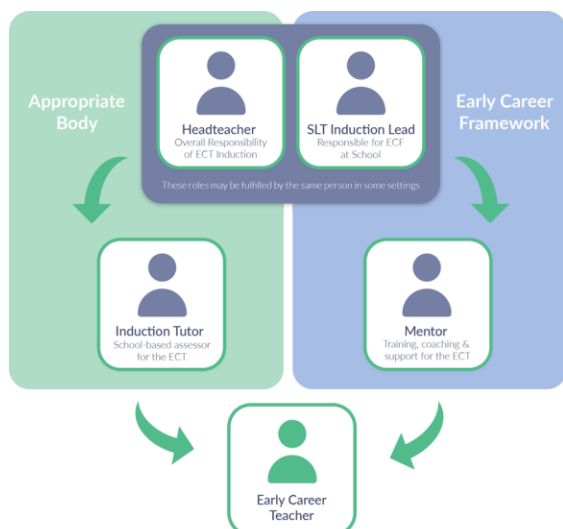 Appropriate
Body
Headteacher
Overall Responsibility
of ECT Induction
SLT Induction Lead
Responsible for ECF
at School
Early Career
Framework
These roles may be fulfilled by the same person in some settings
Induction Tutor
School-based assessor
for the ECT
Mentor
Training, coaching &
support for the ECT
Early Career
Teacher